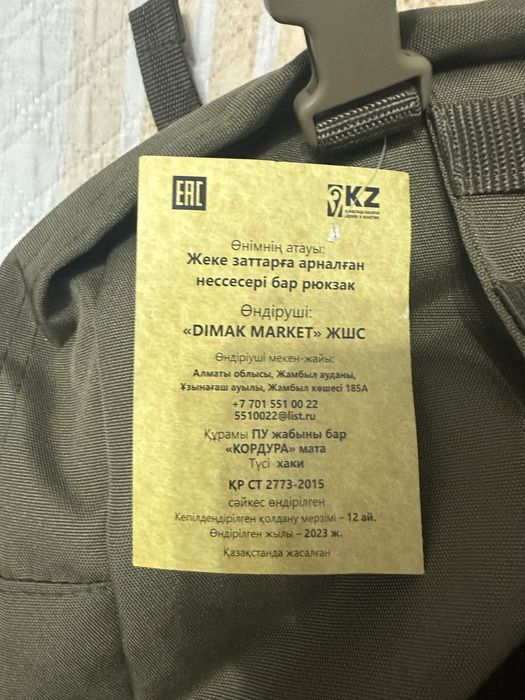 EAC
KZ
Өнімнің атауы:
Жеке заттарға арналған
нессесері бар рюкзак
Өндіруші:
«DIMAK MARKET» ЖШС
Өндіріуші мекен-жайы:
Алматы облысы, Жамбыл ауданы,
Ұзынағаш ауылы, Жамбыл көшесі 185А
+7 701 551 00 22
5510022@list.ru
Құрамы ПУ жабыны бар
«КОРДУРА» мата
Түсі хаки
ҚР СТ 2773-2015
сәйкес өндірілген
Кепілдендірілген қолдану мерзімі – 12 ай.
Өндірілген жылы – 2023 ж.
Қазақстанда жасалған